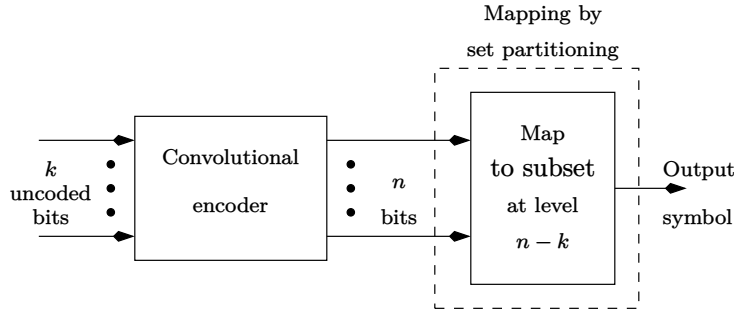 Mapping by
set partitioning
k
uncoded
bits
Convolutional
encoder
n
bits
Map
to subset
at level
n − k
Output
symbol